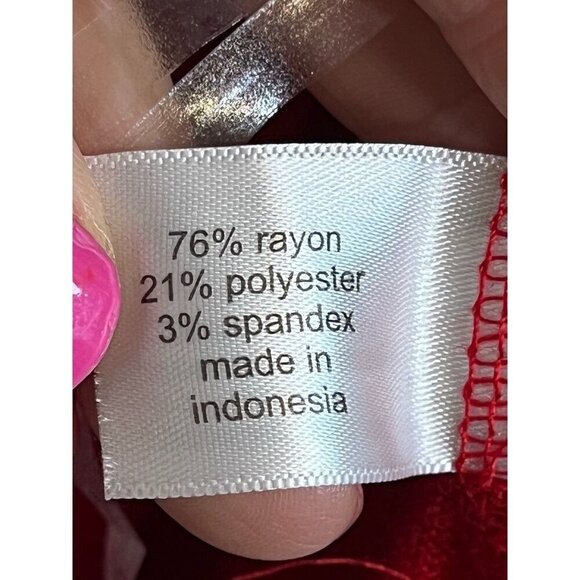 76% rayon
21% polyester
3% spandex
made in
indonesia